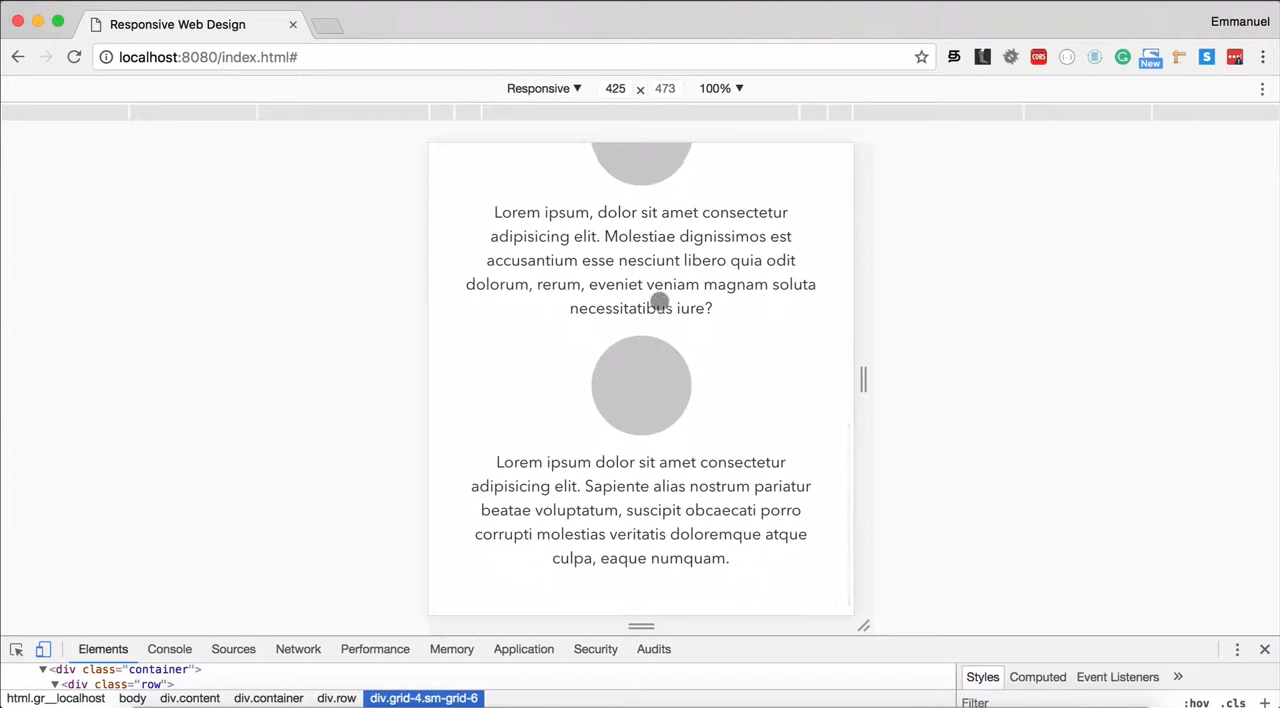 Responsive Web Design
Emmanuel
localhost:8080/index.html#
CORS
New
S
Responsive ▼ 425 × 473 100% ▼
Lorem ipsum, dolor sit amet consectetur
adipisicing elit. Molestiae dignissimos est
accusantium esse nesciunt libero quia odit
dolorum, rerum, eveniet veniam magnam soluta
necessitatibus iure?
Lorem ipsum dolor sit amet consectetur
adipisicing elit. Sapiente alias nostrum pariatur
beatae voluptatum, suscipit obcaecati porro
corrupti molestias veritatis doloremque atque
culpa, eaque numquam.
Elements Console Sources Network Performance Memory Application Security Audits
▼<div class="container">
▼<div class="row">
html.gr__localhost body div.content div.container div.row div.grid-4.sm-grid-6
Styles Computed Event Listeners »
Filter :hov .cls +